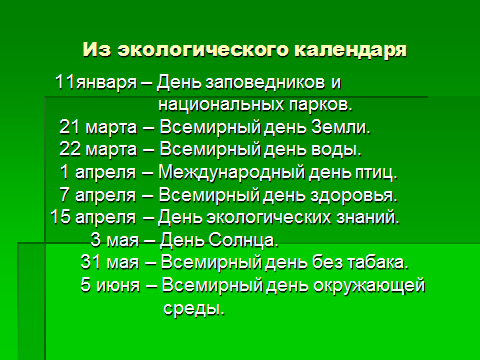 Из экологического календаря
11января – День заповедников и
национальных парков.
21 марта – Всемирный день Земли.
22 марта – Всемирный день воды.
1 апреля – Международный день птиц.
7 апреля – Всемирный день здоровья.
15 апреля – День экологических знаний.
3 мая – День Солнца.
31 мая – Всемирный день без табака.
5 июня – Всемирный день окружающей
среды.